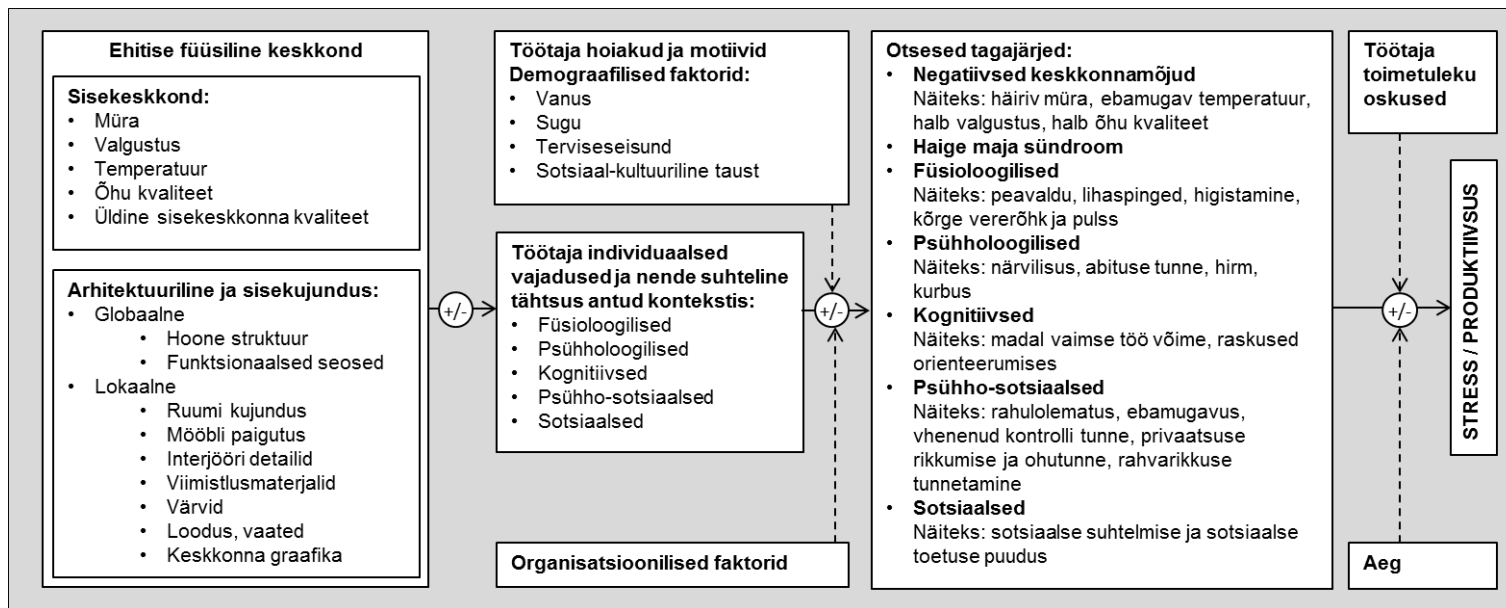 Ehitise füüsiline keskkond
Sisekeskkond:
• Müra
• Valgustus
• Temperatuur
• Õhu kvaliteet
• Üldine sisekeskkonna kvaliteet
Arhitektuuriline ja sisekujundus:
• Globaalne
• Hoone struktuur
• Funktsionaalsed seosed
• Lokaalne
• Ruumi kujundus
• Mööbli paigutus
• Interjööri detailid
• Viimistlusmaterjalid
• Värvid
• Loodus, vaated
• Keskkonna graafika
+/-
Töötaja hoiakud ja motiivid
Demograafilised faktorid:
• Vanus
• Sugu
• Terviseseisund
• Sotsiaal-kultuuriline taust
Töötaja individuaalsed
vajadused ja nende suhteline
tähtsus antud kontekstis:
• Füsioloogilised
• Psühholoogilised
• Kognitiivsed
• Psühho-sotsiaalsed
• Sotsiaalsed
Organisatsioonilised faktorid
+/-
Otsesed tagajärjed:
• Negatiivsed keskkonnamõjud
Näiteks: häiriv müra, ebamugav temperatuur,
halb valgustus, halb õhu kvaliteet
• Haige maja sündroom
• Füsioloogilised
Näiteks: peavaldu, lihaspinged, higistamine,
kõrge vererõhk ja pulss
• Psühholoogilised
Näiteks: närvilisus, abituse tunne, hirm,
kurbus
• Kognitiivsed
Näiteks: madal vaimse töö võime, raskused
orienteerumises
• Psühho-sotsiaalsed
Näiteks: rahulolematus, ebamugavus,
vhenenud kontrolli tunne, privaatsuse
rikkumise ja ohutunne, rahvarikkuse
tunnetamine
• Sotsiaalsed
Näiteks: sotsiaalse suhtelmise ja sotsiaalse
toetuse puudus
Töötaja
toimetuleku
oskused
+/-
Aeg
STRESS / PRODUKTIIVSUS